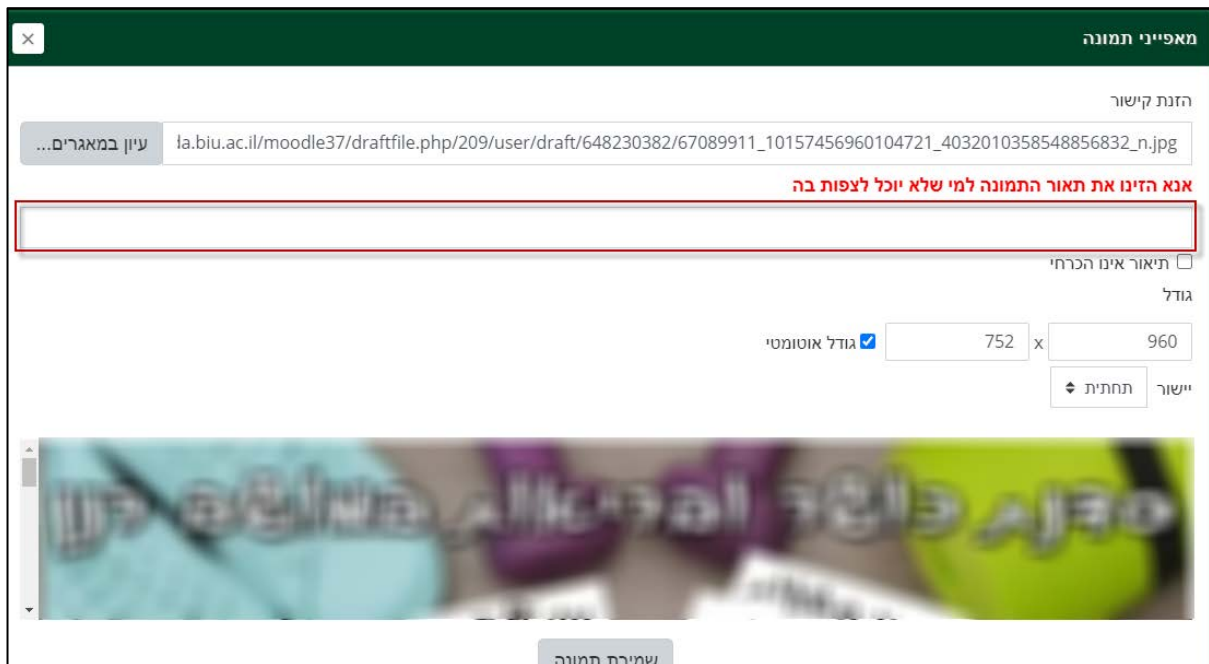 מאפייני תמונה
×
הזנת קישור
da.biu.ac.il/moodle37/draftfile.php/209/user/draft/648230382/67089911_10157456960104721_4032010358548856832_n.jpg
עיון במאגרים...
אנא הזינו את תאור התמונה למי שלא יוכל לצפות בה
תיאור אינו הכרחי
גודל
960 x 752 גודל אוטומטי
יישור תחתית
שמירת תמונה